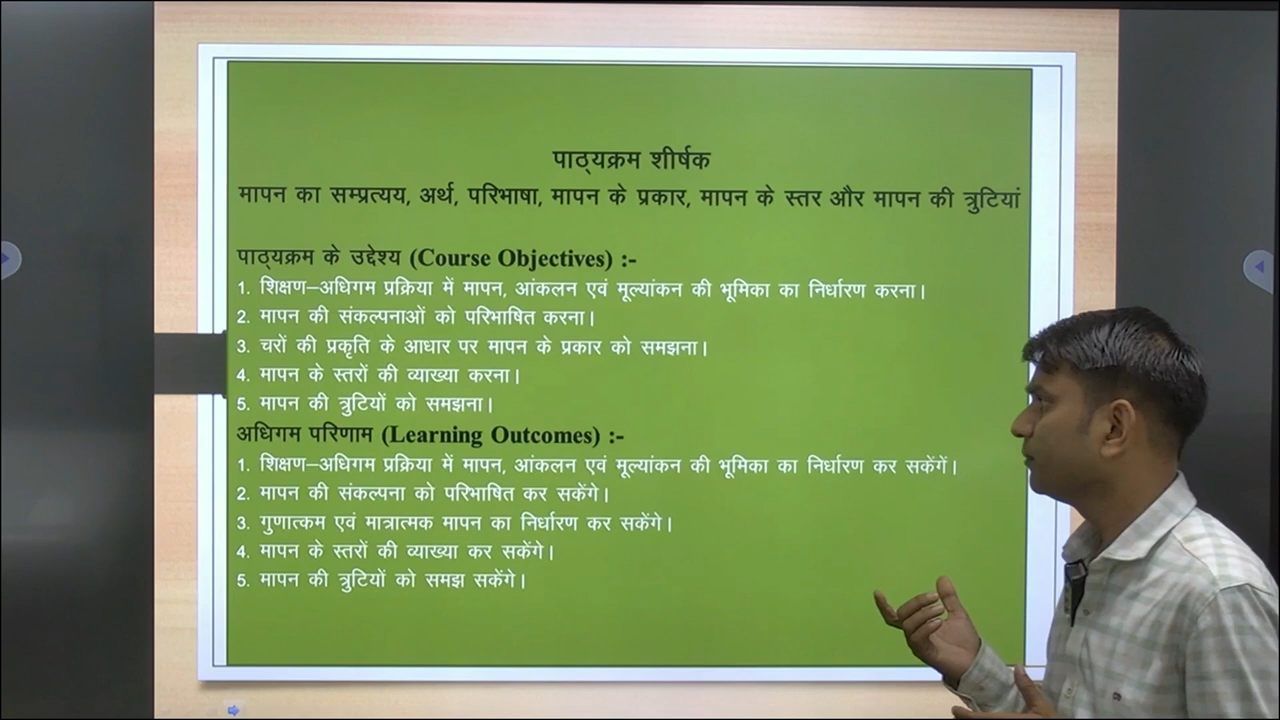 पाठ्यक्रम शीर्षक
मापन का सम्प्रत्यय, अर्थ, परिभाषा, मापन के प्रकार, मापन के स्तर और मापन की त्रुटियां
पाठ्यक्रम के उद्देश्य (Course Objectives) :-
1. शिक्षण–अधिगम प्रक्रिया में मापन, आंकलन एवं मूल्यांकन की भूमिका का निर्धारण करना।
2. मापन की संकल्पनाओं को परिभाषित करना।
3. चरों की प्रकृति के आधार पर मापन के प्रकार को समझना।
4. मापन के स्तरों की व्याख्या करना।
5. मापन की त्रुटियों को समझना।
अधिगम परिणाम (Learning Outcomes) :-
1. शिक्षण–अधिगम प्रक्रिया में मापन, आंकलन एवं मूल्यांकन की भूमिका का निर्धारण कर सकेंगें।
2. मापन की संकल्पना को परिभाषित कर सकेंगे।
3. गुणात्कम एवं मात्रात्मक मापन का निर्धारण कर सकेंगे।
4. मापन के स्तरों की व्याख्या कर सकेंगे।
5. मापन की त्रुटियों को समझ सकेंगे।